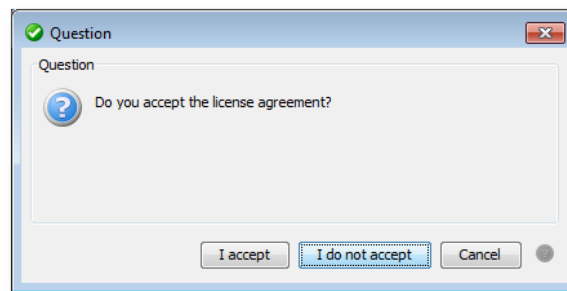 Question
Question
Do you accept the license agreement?
I accept I do not accept Cancel